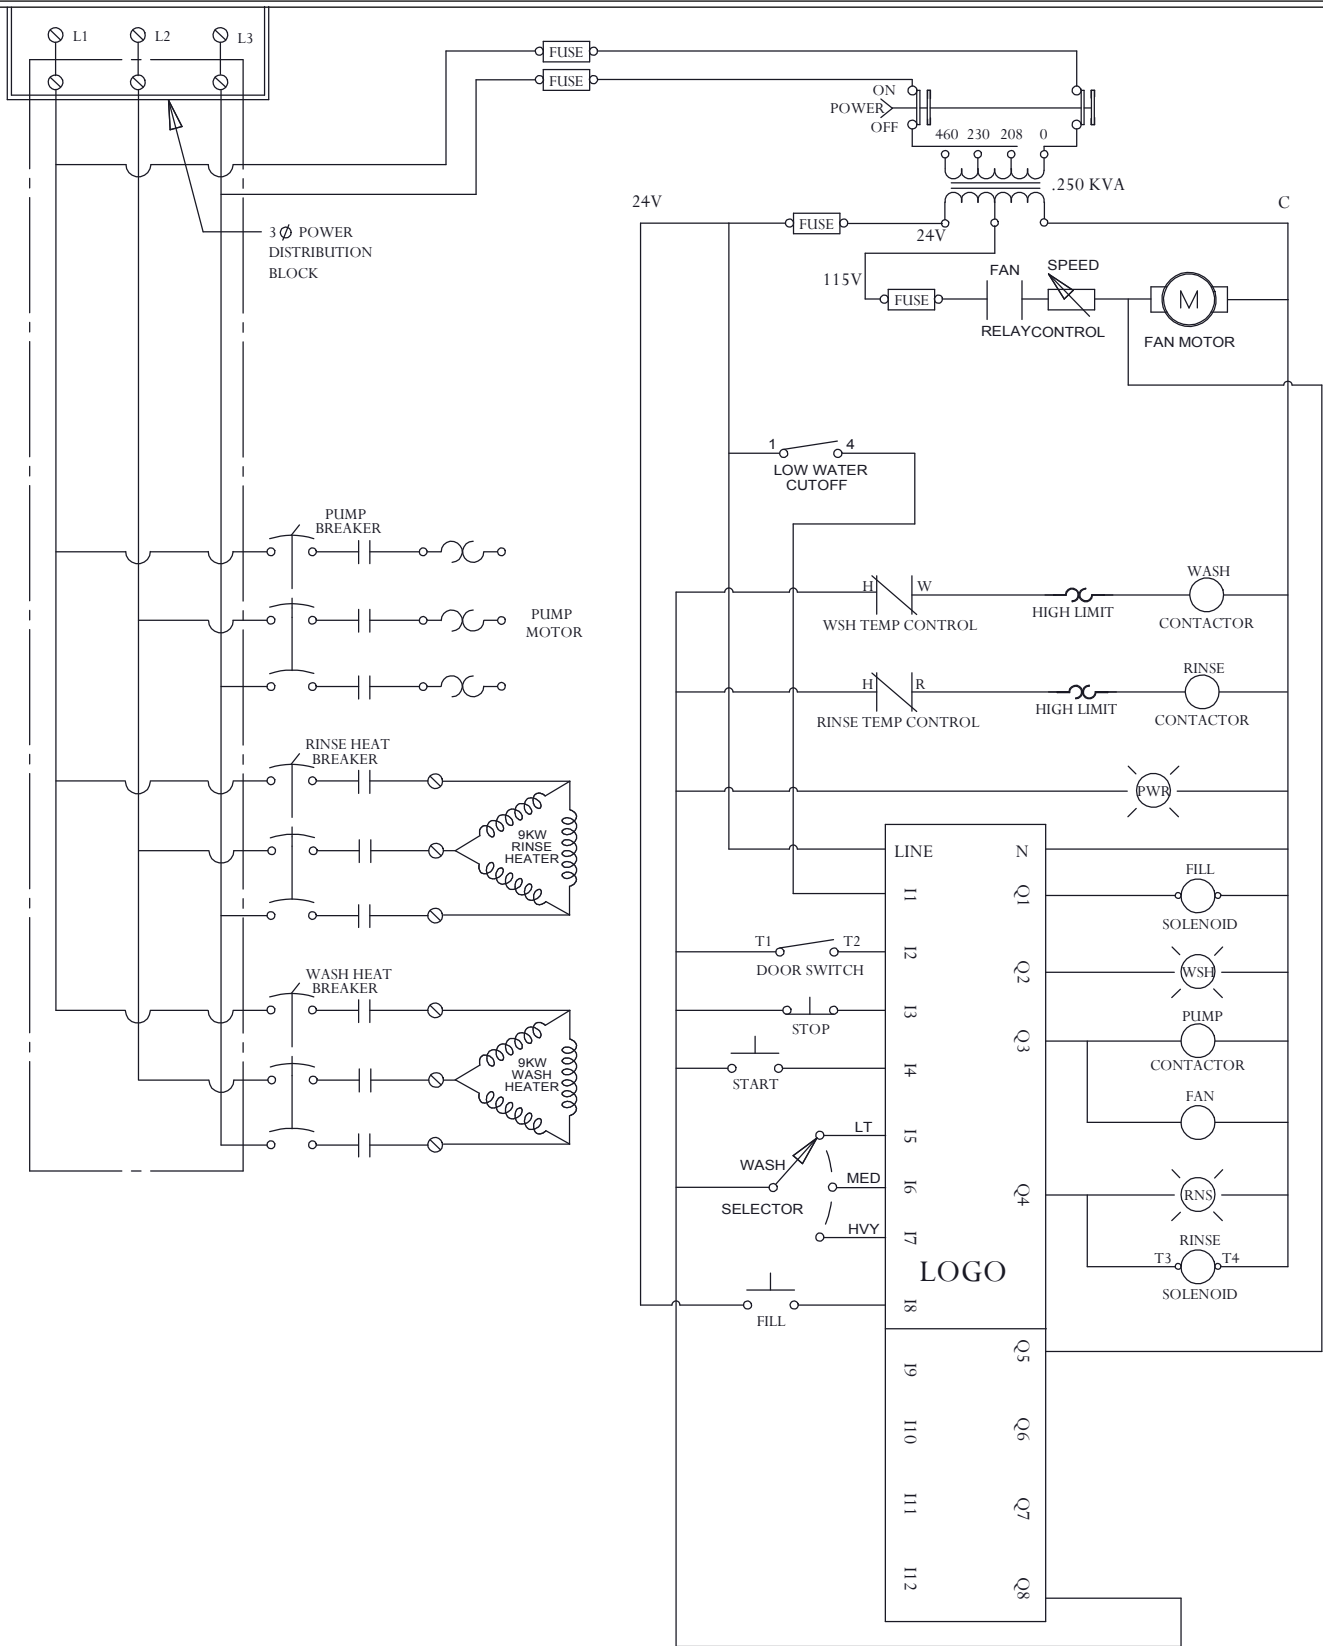 L1
L2
L3
FUSE
FUSE
ON
POWER
OFF
460 230 208 0
.250 KVA
24V
C
FUSE
24V
3 Ø POWER
DISTRIBUTION
BLOCK
115V
FUSE
FAN
RELAY
SPEED
CONTROL
M
FAN MOTOR
1 4
LOW WATER
CUTOFF
PUMP
BREAKER
PUMP
MOTOR
H W
WSH TEMP CONTROL
HIGH LIMIT
WASH
CONTACTOR
H R
RINSE TEMP CONTROL
HIGH LIMIT
RINSE
CONTACTOR
RINSE HEAT
BREAKER
9KW
RINSE
HEATER
PWR
LINE N
I1 Q1
FILL
SOLENOID
T1 T2
DOOR SWITCH
I2 Q2
WSH
WASH HEAT
BREAKER
9KW
WASH
HEATER
STOP
I3 Q3
PUMP
CONTACTOR
START
I4
FAN
WASH
SELECTOR
LT
I5
MED
I6 Q4
RNS
HVY
I7
LOGO
RINSE
T3 T4
SOLENOID
FILL
I8
I9 Q5
I10 Q6
I11 Q7
I12 Q8